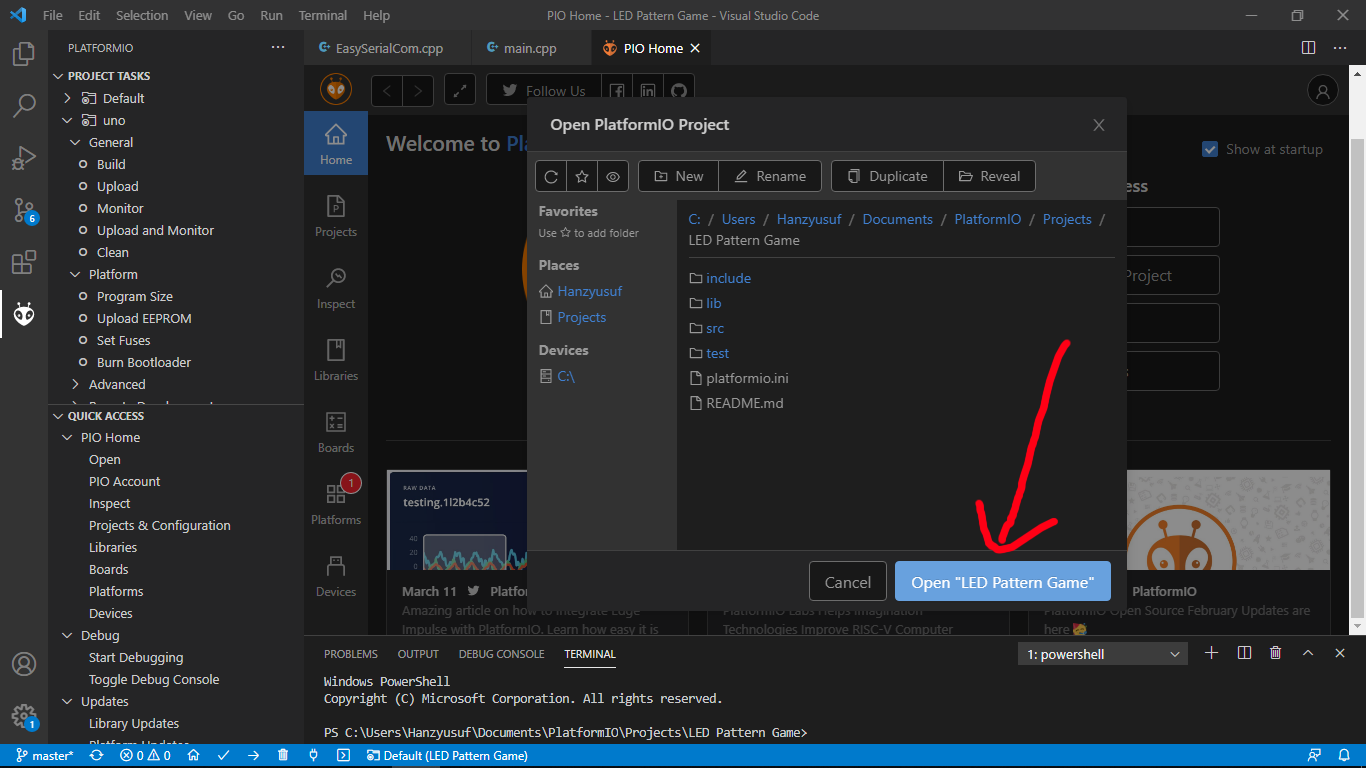 File Edit Selection View Go Run Terminal Help
PIO Home - LED Pattern Game - Visual Studio Code
PLATFORMIO
PROJECT TASKS
Default
uno
General
Build
Upload
Monitor
Upload and Monitor
Clean
Platform
Program Size
Upload EEPROM
Set Fuses
Burn Bootloader
Advanced
QUICK ACCESS
PIO Home
Open
PIO Account
Inspect
Projects & Configuration
Libraries
Boards
Platforms
Devices
Debug
Start Debugging
Toggle Debug Console
Updates
Library Updates
6
1
EasySerialCom.cpp
main.cpp
PIO Home
Follow Us
Home
Projects
Inspect
Libraries
Boards
1
Platforms
Devices
Welcome to
Show at startup
Project
Open PlatformIO Project
New
Rename
Duplicate
Reveal
Favorites
Use ☆ to add folder
Places
Hanzyusuf
Projects
Devices
C:\
C: / Users / Hanzyusuf / Documents / PlatformIO / Projects /
LED Pattern Game
include
lib
src
test
platformio.ini
README.md
Cancel
Open "LED Pattern Game"
RAW DATA
testing.1l2b4c52
40
20
0
March 11
Amazing article on how to integrate Edge
Impulse with PlatformIO. Learn how easy it is
PlatformIO Labs Helps Imagination
Technologies Improve RISC-V Computer
PlatformIO
PlatformIO Open Source February Updates are
here
PROBLEMS OUTPUT DEBUG CONSOLE TERMINAL
1: powershell
Windows PowerShell
Copyright (C) Microsoft Corporation. All rights reserved.
PS C:\Users\Hanzyusuf\Documents\PlatformIO\Projects\LED Pattern Game>
master*
0
0
Default (LED Pattern Game)